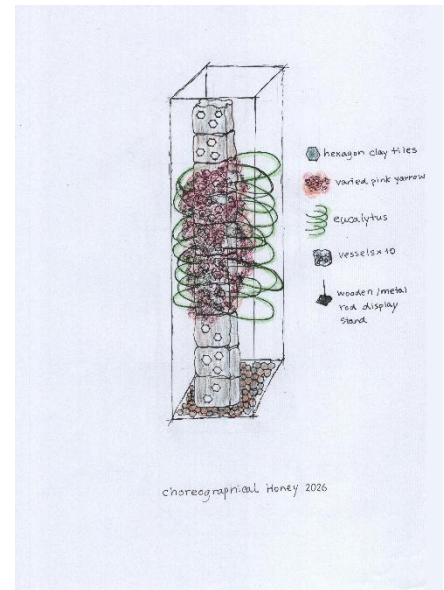 hexagon clay tiles
varied pink yarrow
eucalytus
vessels x 10
wooden/metal
rod display
stand
choreographical Honey 2026